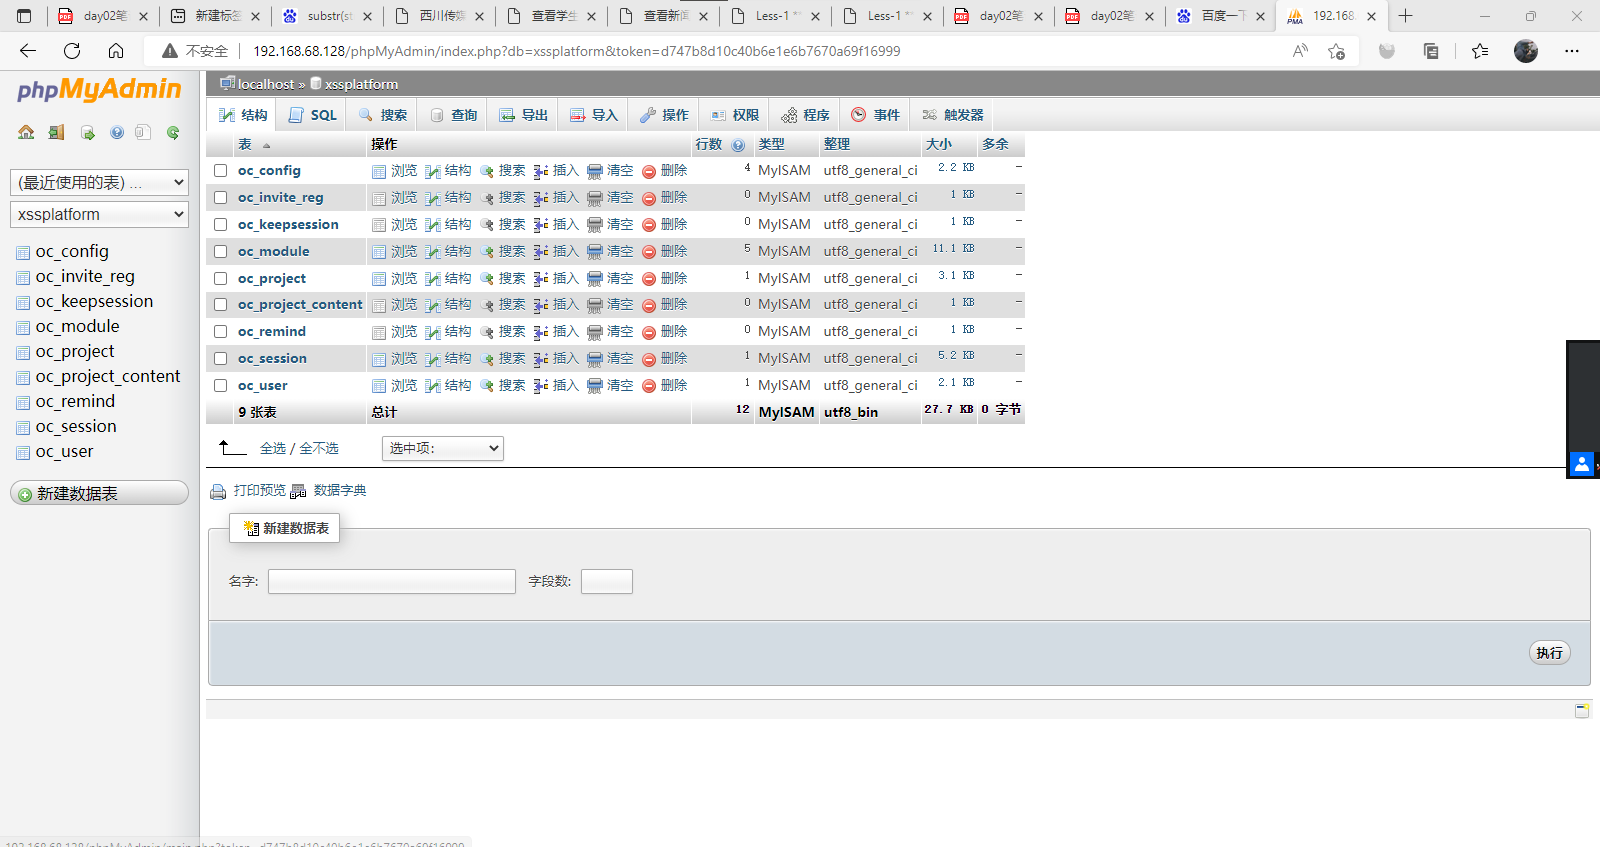 day02笔
新建标签
substr(st
西川传媒
查看学生
查看新闻
Less-1 **
Less-1 **
day02笔
day02笔
百度一下
192.168.
不安全
192.168.68.128/phpMyAdmin/index.php?db=xssplatform&token=d747b8d10c40b6e1e6b7670a69f16999
phpMyAdmin
(最近使用的表) ...
xssplatform
oc_config
oc_invite_reg
oc_keepsession
oc_module
oc_project
oc_project_content
oc_remind
oc_session
oc_user
新建数据表
localhost » xssplatform
结构 SQL 搜索 查询 导出 导入 操作 权限 程序 事件 触发器
表 操作 行数 类型 整理 大小 多余
oc_config 浏览 结构 搜索 插入 清空 删除 4 MyISAM utf8_general_ci 2.2 KB -
oc_invite_reg 浏览 结构 搜索 插入 清空 删除 0 MyISAM utf8_general_ci 1 KB -
oc_keepsession 浏览 结构 搜索 插入 清空 删除 0 MyISAM utf8_general_ci 1 KB -
oc_module 浏览 结构 搜索 插入 清空 删除 5 MyISAM utf8_general_ci 11.1 KB -
oc_project 浏览 结构 搜索 插入 清空 删除 1 MyISAM utf8_general_ci 3.1 KB -
oc_project_content 浏览 结构 搜索 插入 清空 删除 0 MyISAM utf8_general_ci 1 KB -
oc_remind 浏览 结构 搜索 插入 清空 删除 0 MyISAM utf8_general_ci 1 KB -
oc_session 浏览 结构 搜索 插入 清空 删除 1 MyISAM utf8_general_ci 5.2 KB -
oc_user 浏览 结构 搜索 插入 清空 删除 1 MyISAM utf8_general_ci 2.1 KB -
9 张表 总计 12 MyISAM utf8_bin 27.7 KB 0 字节
全选 / 全不选 选中项:
打印预览 数据字典
新建数据表
名字: 字段数:
执行
192.168.68.128/phpMyAdmin/main.php?token=d747b8d10c40b6e1e6b7670a69f16999